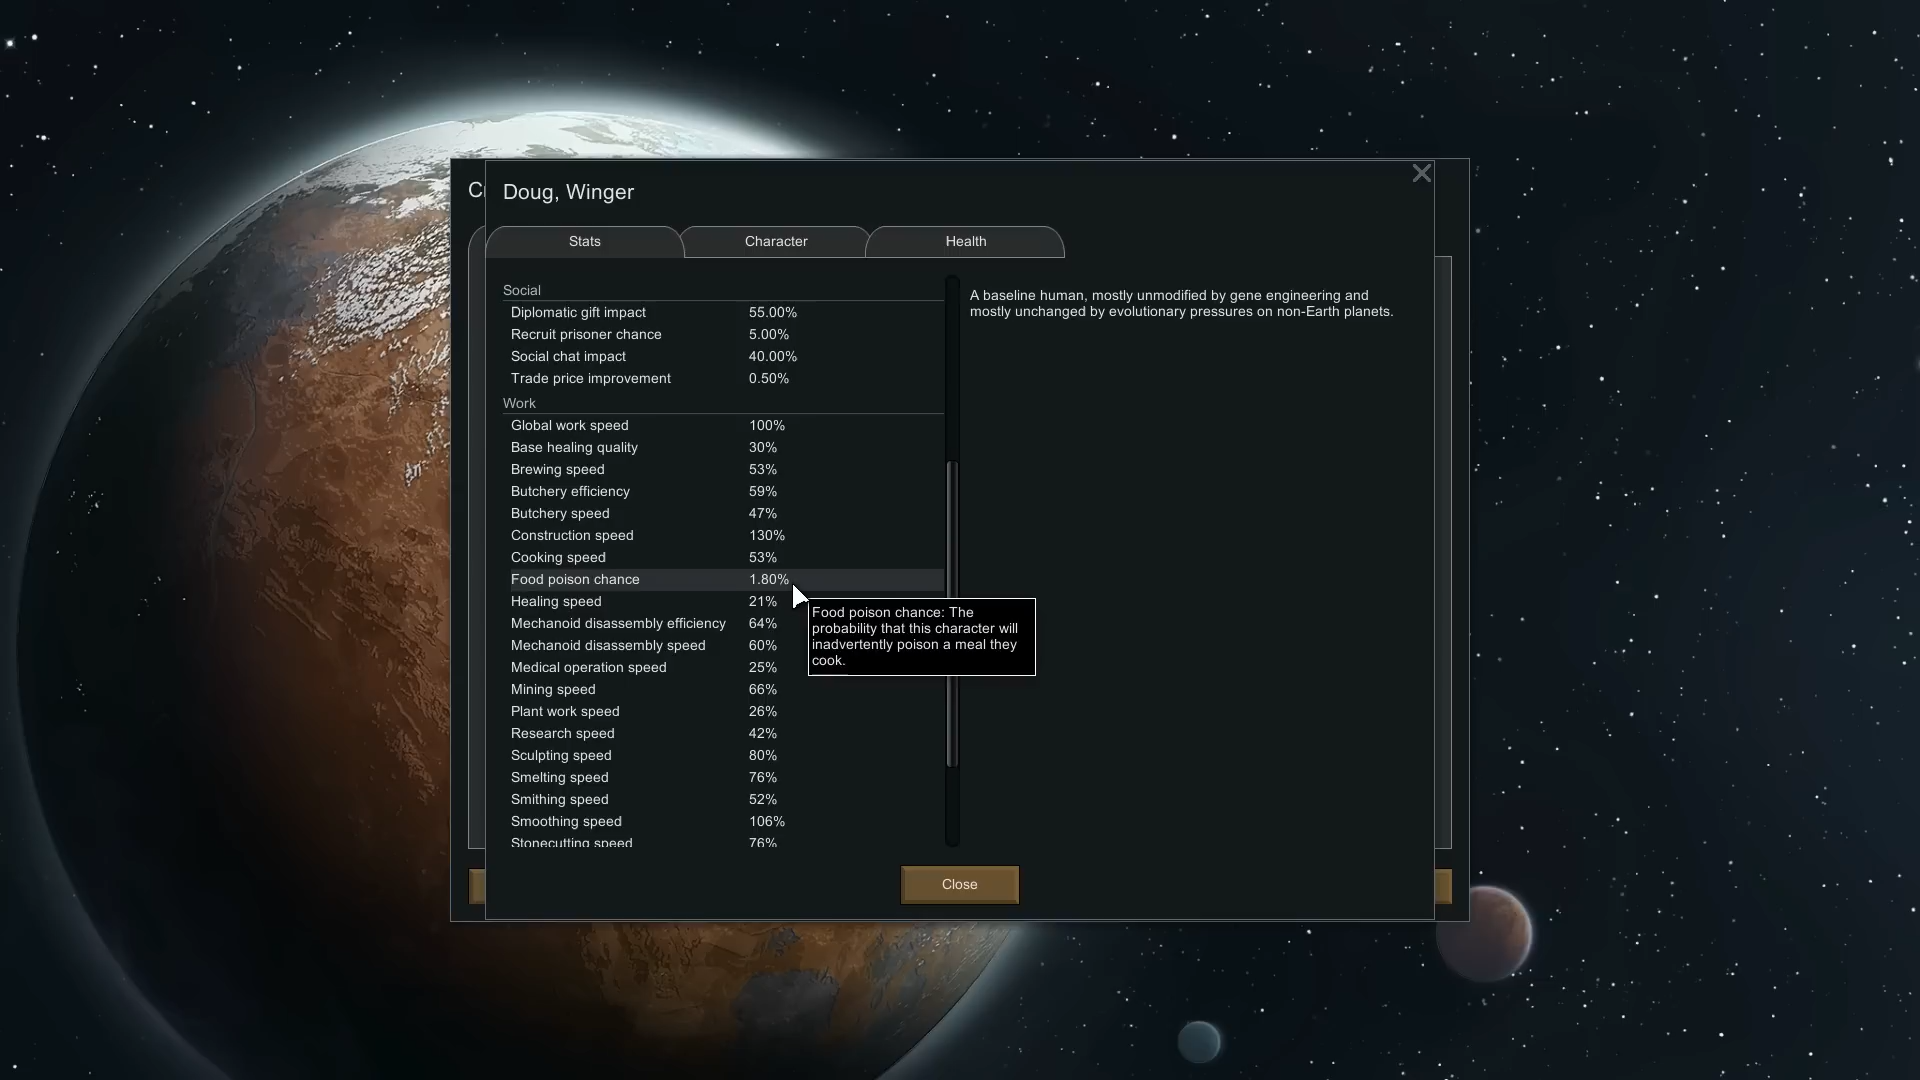 Cr
Doug, Winger
Stats
Character
Health
Social
Diplomatic gift impact 55.00%
Recruit prisoner chance 5.00%
Social chat impact 40.00%
Trade price improvement 0.50%
Work
Global work speed 100%
Base healing quality 30%
Brewing speed 53%
Butchery efficiency 59%
Butchery speed 47%
Construction speed 130%
Cooking speed 53%
Food poison chance 1.80%
Healing speed 21%
Mechanoid disassembly efficiency 64%
Mechanoid disassembly speed 60%
Medical operation speed 25%
Mining speed 66%
Plant work speed 26%
Research speed 42%
Sculpting speed 80%
Smelting speed 76%
Smithing speed 52%
Smoothing speed 106%
Stonecutting speed 76%
A baseline human, mostly unmodified by gene engineering and
mostly unchanged by evolutionary pressures on non-Earth planets.
Food poison chance: The
probability that this character will
inadvertently poison a meal they
cook.
Close